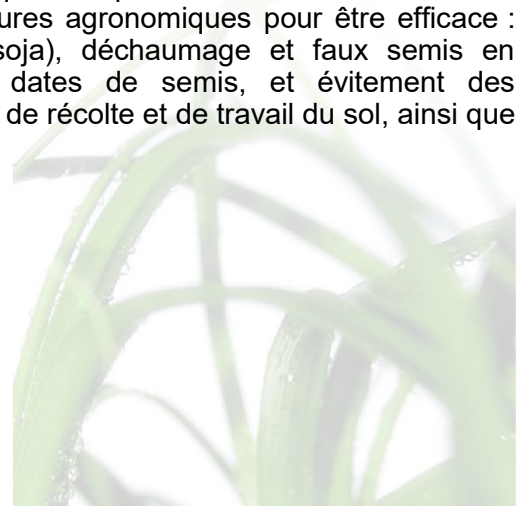 ures agronomiques pour être efficace :
soja), déchaumage et faux semis en
dates de semis, et évitement des
de récolte et de travail du sol, ainsi que